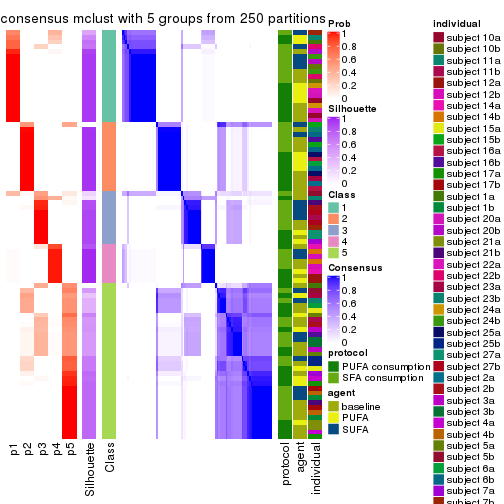 consensus mclust with 5 groups from 250 partitions
Prob
1
0.8
0.6
0.4
0.2
0
Silhouette
1
0.8
0.6
0.4
0.2
0
Class
1
2
3
4
5
Consensus
1
0.8
0.6
0.4
0.2
0
protocol
PUFA consumption
SFA consumption
agent
baseline
PUFA
SUFA
individual
subject 10a
subject 10b
subject 11a
subject 11b
subject 12a
subject 12b
subject 14a
subject 14b
subject 15a
subject 15b
subject 16a
subject 16b
subject 17a
subject 17b
subject 1a
subject 1b
subject 20a
subject 20b
subject 21a
subject 21b
subject 22a
subject 22b
subject 23a
subject 23b
subject 24a
subject 24b
subject 25a
subject 25b
subject 27a
subject 27b
subject 2a
subject 2b
subject 3a
subject 3b
subject 4a
subject 4b
subject 5a
subject 5b
subject 6a
subject 6b
subject 7a
subject 7b
p1
p2
p3
p4
p5
Silhouette
Class
protocol
agent
individual